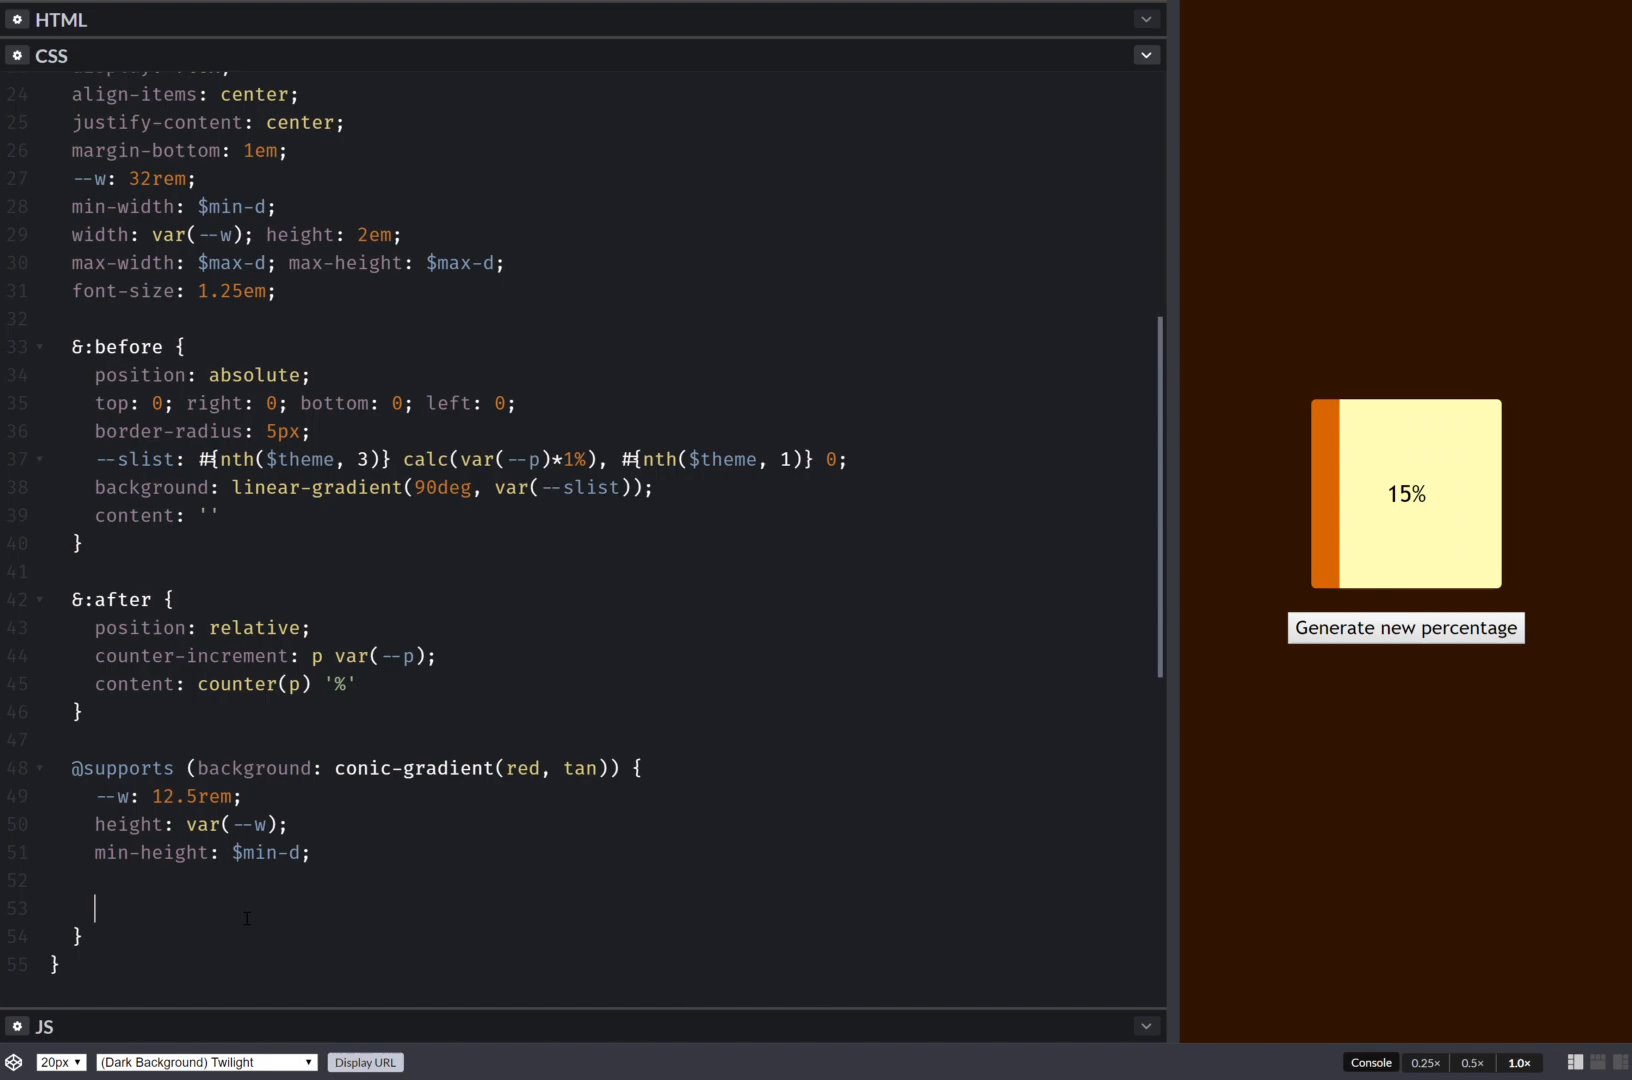 HTML
CSS
24 align-items: center;
25 justify-content: center;
26 margin-bottom: 1em;
27 --w: 32rem;
28 min-width: $min-d;
29 width: var(--w); height: 2em;
30 max-width: $max-d; max-height: $max-d;
31 font-size: 1.25em;
32
33 &:before {
34 position: absolute;
35 top: 0; right: 0; bottom: 0; left: 0;
36 border-radius: 5px;
37 --slist: #{nth($theme, 3)} calc(var(--p)*1%), #{nth($theme, 1)} 0;
38 background: linear-gradient(90deg, var(--slist));
39 content: ''
40 }
41
42 &:after {
43 position: relative;
44 counter-increment: p var(--p);
45 content: counter(p) '%'
46 }
47
48 @supports (background: conic-gradient(red, tan)) {
49 --w: 12.5rem;
50 height: var(--w);
51 min-height: $min-d;
52
53
54 }
55 }
15%
Generate new percentage
JS
20px (Dark Background) Twilight Display URL Console 0.25× 0.5× 1.0×